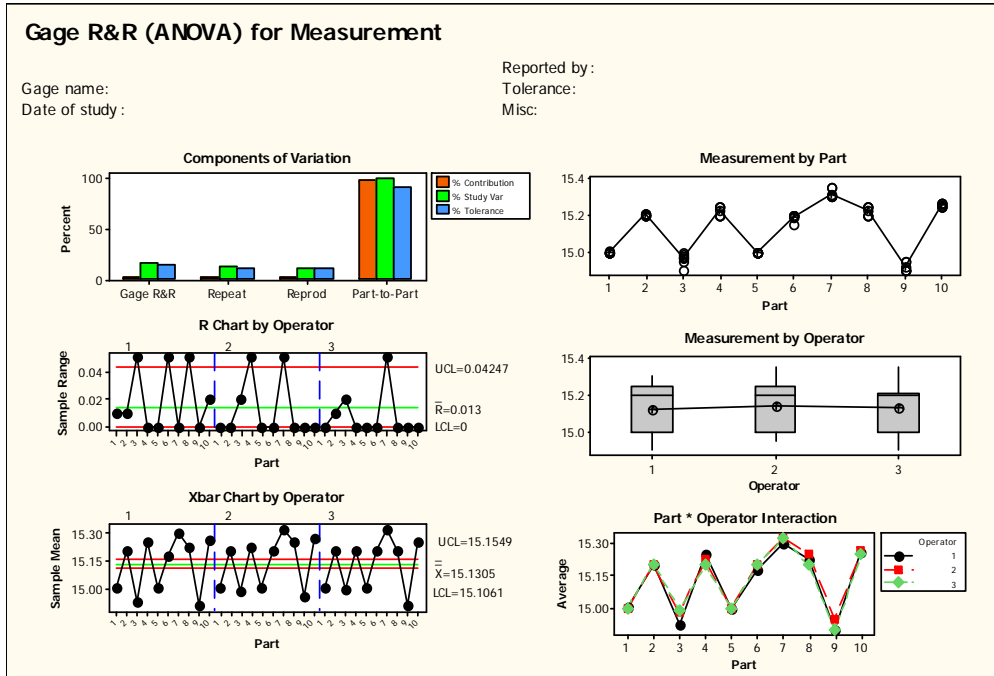 Gage R&R (ANOVA) for Measurement
Gage name:
Date of study:
Reported by:
Tolerance:
Misc:
Components of Variation
Percent
100
50
0
Gage R&R Repeat Reprod Part-to-Part
% Contribution
% Study Var
% Tolerance
R Chart by Operator
Sample Range
1 2 3
0.04
0.02
0.00
UCL=0.04247
R=0.013
LCL=0
1 2 3 4 5 6 7 8 9 10 1 2 3 4 5 6 7 8 9 10 1 2 3 4 5 6 7 8 9 10
Part
Xbar Chart by Operator
Sample Mean
1 2 3
15.30
15.15
15.00
UCL=15.1549
X=15.1305
LCL=15.1061
1 2 3 4 5 6 7 8 9 10 1 2 3 4 5 6 7 8 9 10 1 2 3 4 5 6 7 8 9 10
Part
Measurement by Part
15.4
15.2
15.0
1 2 3 4 5 6 7 8 9 10
Part
Measurement by Operator
15.4
15.2
15.0
1 2 3
Operator
Part * Operator Interaction
Average
15.30
15.15
15.00
1 2 3 4 5 6 7 8 9 10
Part
Operator
1
2
3